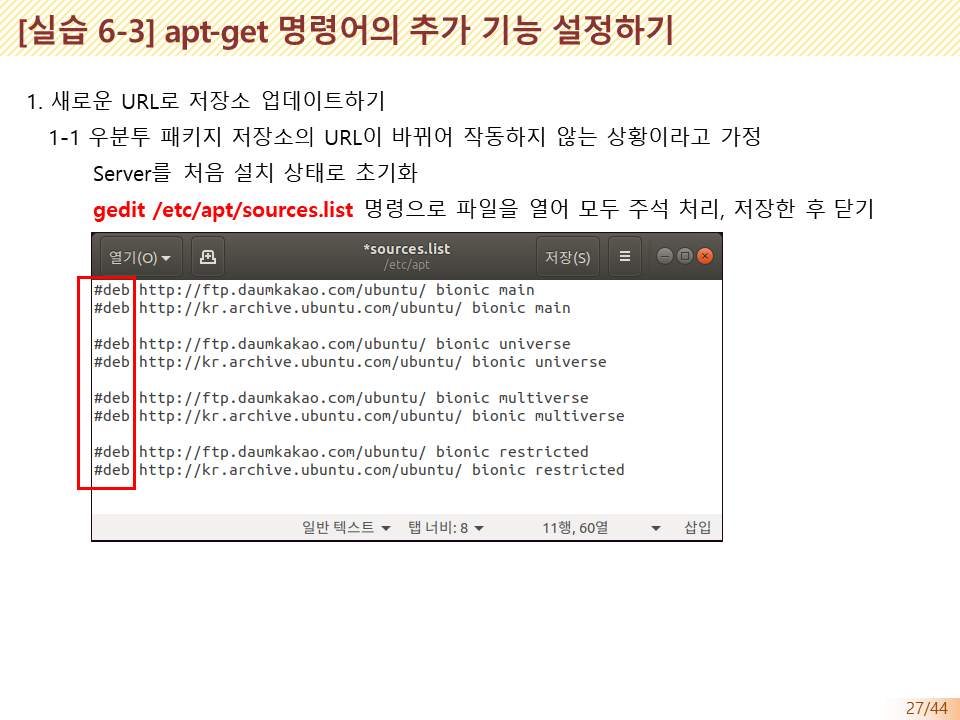 [실습 6-3] apt-get 명령어의 추가 기능 설정하기
1. 새로운 URL로 저장소 업데이트하기
1-1 우분투 패키지 저장소의 URL이 바뀌어 작동하지 않는 상황이라고 가정
Server를 처음 설치 상태로 초기화
gedit /etc/apt/sources.list 명령으로 파일을 열어 모두 주석 처리, 저장한 후 닫기
열기(O) *sources.list 저장(S)
/etc/apt
#deb http://ftp.daumkakao.com/ubuntu/ bionic main
#deb http://kr.archive.ubuntu.com/ubuntu/ bionic main
#deb http://ftp.daumkakao.com/ubuntu/ bionic universe
#deb http://kr.archive.ubuntu.com/ubuntu/ bionic universe
#deb http://ftp.daumkakao.com/ubuntu/ bionic multiverse
#deb http://kr.archive.ubuntu.com/ubuntu/ bionic multiverse
#deb http://ftp.daumkakao.com/ubuntu/ bionic restricted
#deb http://kr.archive.ubuntu.com/ubuntu/ bionic restricted
일반 텍스트 탭 너비: 8 11행, 60열 삽입
27/44